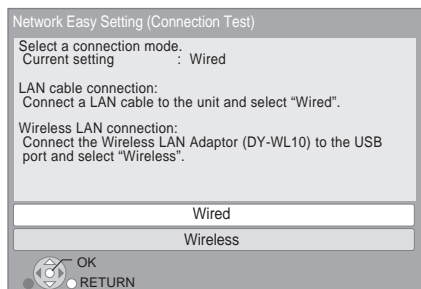 Network Easy Setting (Connection Test)
Select a connection mode.
Current setting : Wired
LAN cable connection:
Connect a LAN cable to the unit and select “Wired”.
Wireless LAN connection:
Connect the Wireless LAN Adaptor (DY-WL10) to the USB
port and select “Wireless”.
Wired
Wireless
OK
RETURN